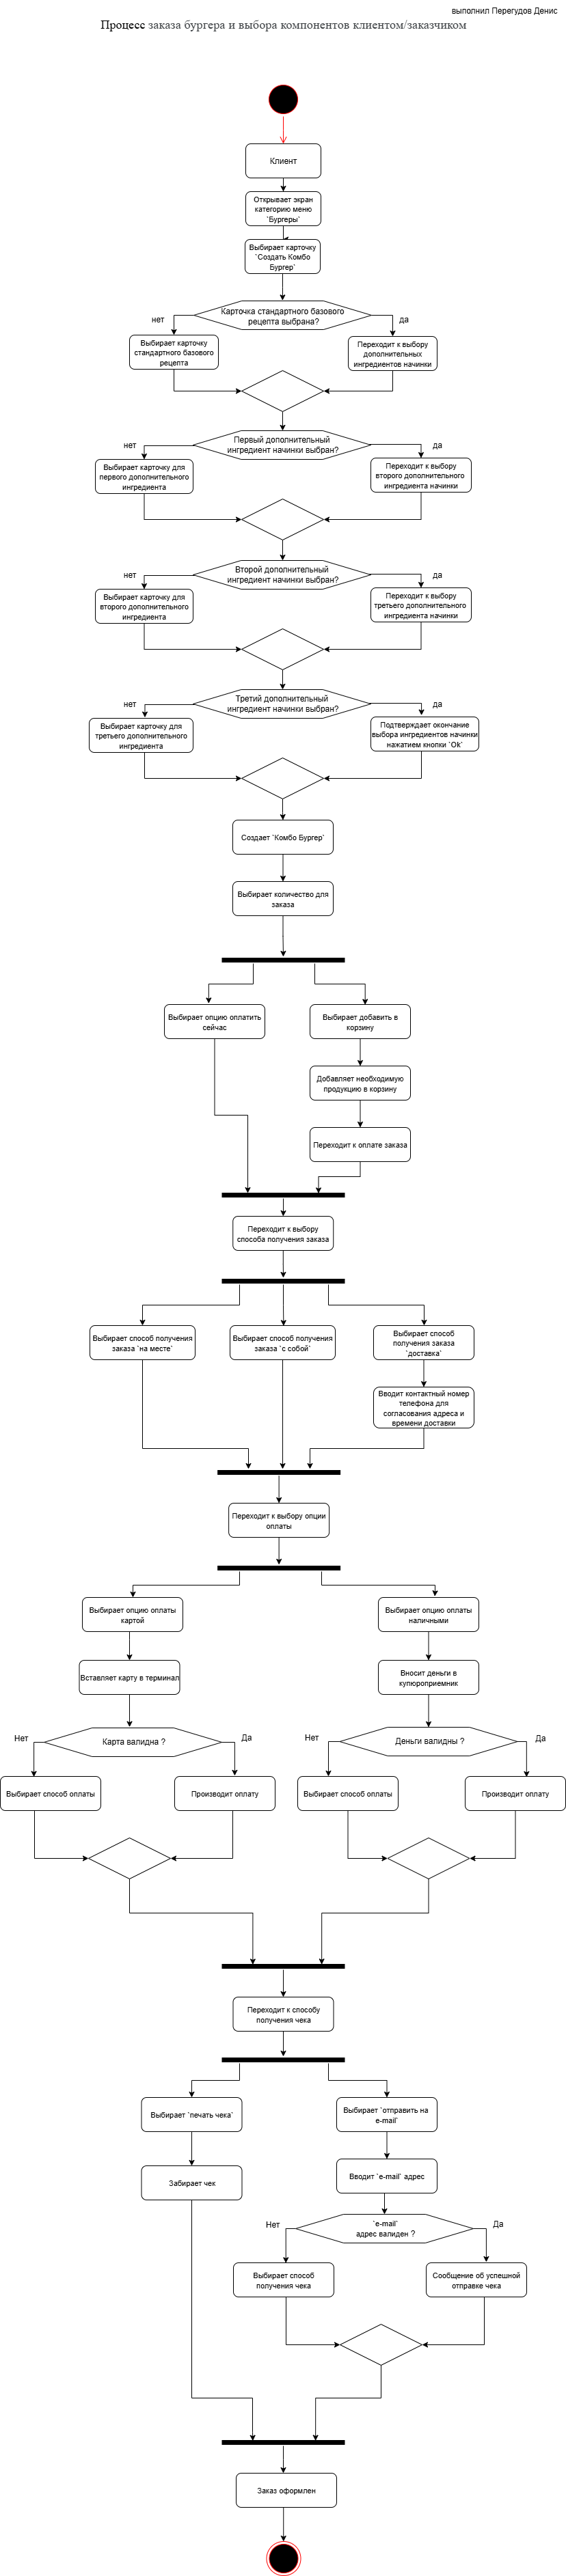 выполнил Перегудов Денис
Процесс заказа бургера и выбора компонентов клиентом/заказчиком
Клиент
Открывает экран
категорию меню
`Бургеры`
Выбирает карточку
`Создать Комбо
Бургер`
Карточка стандартного базового
рецепта выбрана?
нет
да
Выбирает карточку
стандартного базового
рецепта
Переходит к выбору
дополнительных
ингредиентов начинки
Первый дополнительный
ингредиент начинки выбран?
нет
да
Выбирает карточку для
первого дополнительного
ингредиента
Переходит к выбору
второго дополнительного
ингредиента начинки
Второй дополнительный
ингредиент начинки выбран?
нет
да
Выбирает карточку для
второго дополнительного
ингредиента
Переходит к выбору
третьего дополнительного
ингредиента начинки
Третий дополнительный
ингредиент начинки выбран?
нет
да
Выбирает карточку для
третьего дополнительного
ингредиента
Подтверждает окончание
выбора ингредиентов начинки
нажатием кнопки `Ok`
Создает `Комбо Бургер`
Выбирает количество для
заказа
Выбирает опцию оплатить
сейчас
Выбирает добавить в
корзину
Добавляет необходимую
продукцию в корзину
Переходит к оплате заказа
Переходит к выбору
способа получения заказа
Выбирает способ получения
заказа `на месте`
Выбирает способ получения
заказа `с собой`
Выбирает способ
получения заказа
`доставка`
Вводит контактный номер
телефона для
согласования адреса и
времени доставки
Переходит к выбору опции
оплаты
Выбирает опцию оплаты
картой
Выбирает опцию оплаты
наличными
Вставляет карту в терминал
Вносит деньги в
купюроприемник
Нет
Карта валидна ?
Да
Нет
Деньги валидны ?
Да
Выбирает способ оплаты
Производит оплату
Выбирает способ оплаты
Производит оплату
Переходит к способу
получения чека
Выбирает `печать чека`
Выбирает `отправить на
e-mail`
Забирает чек
Вводит `e-mail` адрес
Нет
`e-mail`
адрес валиден ?
Да
Выбирает способ
получения чека
Сообщение об успешной
отправке чека
Заказ оформлен